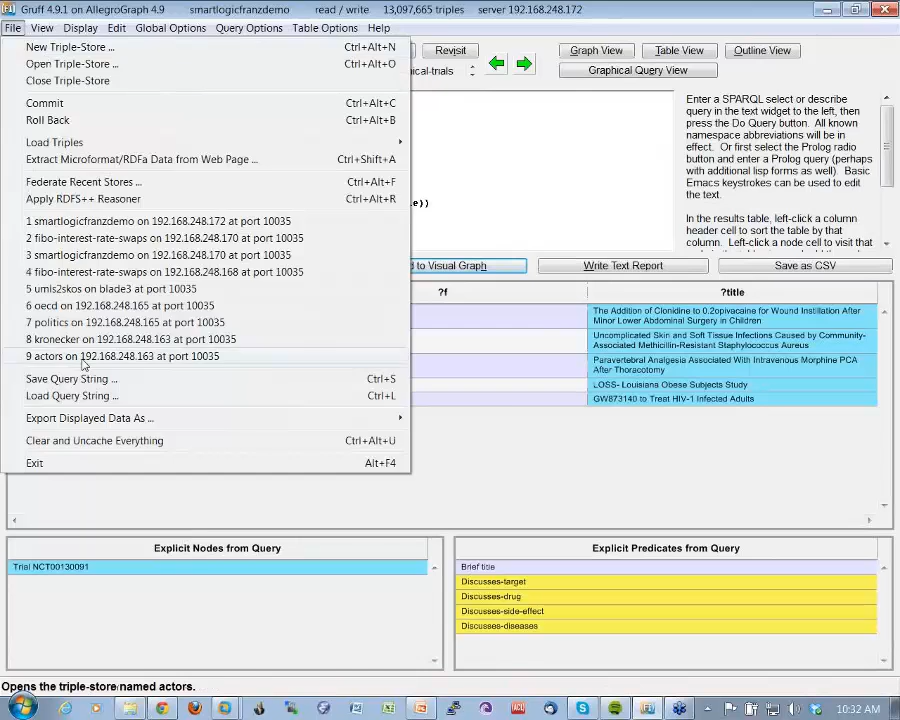 Gruff 4.9.1 on AllegroGraph 4.9 smartlogicfranzdemo read / write 13,097,665 triples server 192.168.248.172
File View Display Edit Global Options Query Options Table Options Help
New Triple-Store ... Ctrl+Alt+N
Open Triple-Store ... Ctrl+Alt+O
Close Triple-Store
Commit Ctrl+Alt+C
Roll Back Ctrl+Alt+B
Load Triples
Extract Microformat/RDFa Data from Web Page ... Ctrl+Shift+A
Federate Recent Stores ... Ctrl+Alt+F
Apply RDFS++ Reasoner Ctrl+Alt+R
1 smartlogicfranzdemo on 192.168.248.172 at port 10035
2 fibo-interest-rate-swaps on 192.168.248.170 at port 10035
3 smartlogicfranzdemo on 192.168.248.170 at port 10035
4 fibo-interest-rate-swaps on 192.168.248.168 at port 10035
5 umls2skos on blade3 at port 10035
6 oecd on 192.168.248.165 at port 10035
7 politics on 192.168.248.165 at port 10035
8 kronecker on 192.168.248.163 at port 10035
9 actors on 192.168.248.163 at port 10035
Save Query String ... Ctrl+S
Load Query String ... Ctrl+L
Export Displayed Data As ...
Clear and Uncache Everything Ctrl+Alt+U
Exit Alt+F4
Revisit
Graph View Table View Outline View
ical-trials
Graphical Query View
e))
Enter a SPARQL select or describe
query in the text widget to the left, then
press the Do Query button. All known
namespace abbreviations will be in
effect. Or first select the Prolog radio
button and enter a Prolog query (perhaps
with additional lisp forms as well). Basic
Emacs keystrokes can be used to edit
the text.
In the results table, left-click a column
header cell to sort the table by that
column. Left-click a node cell to visit that
d to Visual Graph Write Text Report Save as CSV
?f ?title
The Addition of Clonidine to 0.2opivacaine for Wound Instillation After
Minor Lower Abdominal Surgery in Children
Uncomplicated Skin and Soft Tissue Infections Caused by Community-
Associated Methicillin-Resistant Staphylococcus Aureus
Paravertebral Analgesia Associated With Intravenous Morphine PCA
After Thoracotomy
LOSS- Louisiana Obese Subjects Study
GW873140 to Treat HIV-1 Infected Adults
Explicit Nodes from Query
Trial NCT00130091
Explicit Predicates from Query
Brief title
Discusses-target
Discusses-drug
Discusses-side-effect
Discusses-diseases
Opens the triple-store named actors.
10:32 AM